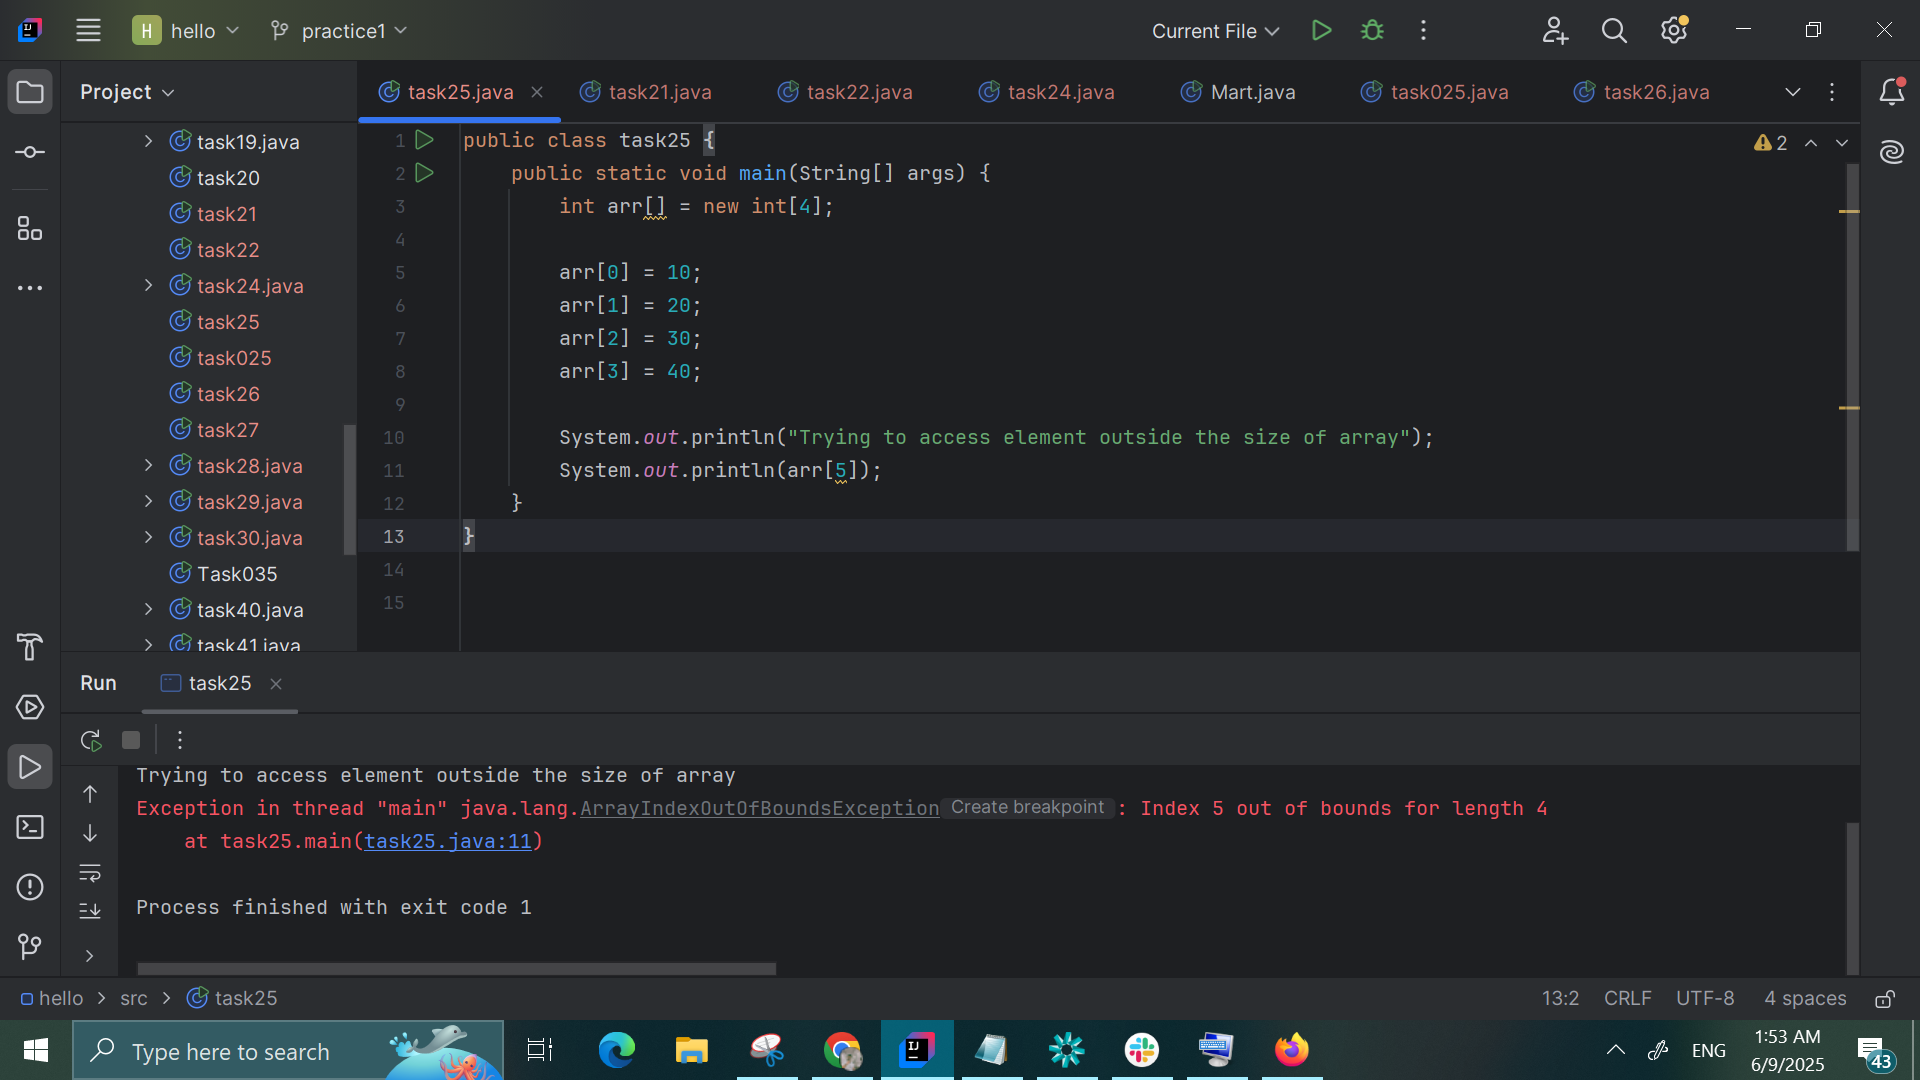 H hello practice1 Current File
Project
task25.java task21.java task22.java task24.java Mart.java task025.java task26.java
task19.java
task20
task21
task22
task24.java
task25
task025
task26
task27
task28.java
task29.java
task30.java
Task035
task40.java
task41.java
2
1 public class task25 {
2 public static void main(String[] args) {
3 int arr[] = new int[4];
4
5 arr[0] = 10;
6 arr[1] = 20;
7 arr[2] = 30;
8 arr[3] = 40;
9
10 System.out.println("Trying to access element outside the size of array");
11 System.out.println(arr[5]);
12 }
13 }
14
15
Run task25
Trying to access element outside the size of array
Exception in thread "main" java.lang.ArrayIndexOutOfBoundsException Create breakpoint : Index 5 out of bounds for length 4
at task25.main(task25.java:11)
Process finished with exit code 1
hello > src > task25 13:2 CRLF UTF-8 4 spaces
Type here to search
ENG
1:53 AM
6/9/2025
43